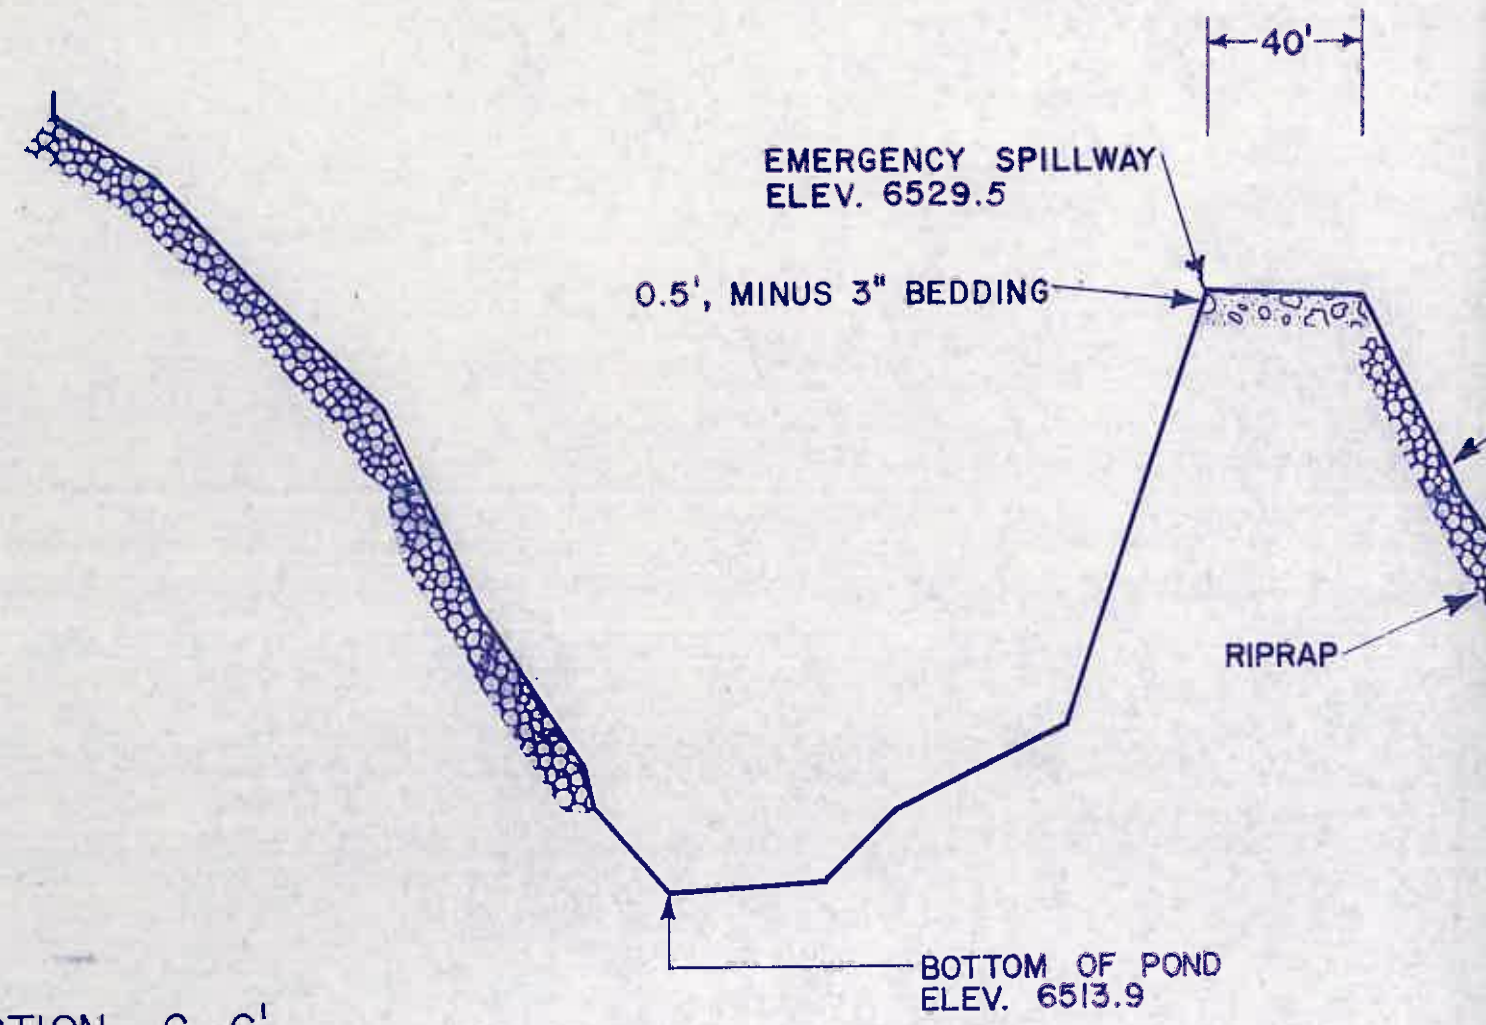 40'
EMERGENCY SPILLWAY
ELEV. 6529.5
0.5', MINUS 3" BEDDING
RIPRAP
BOTTOM OF POND
ELEV. 6513.9